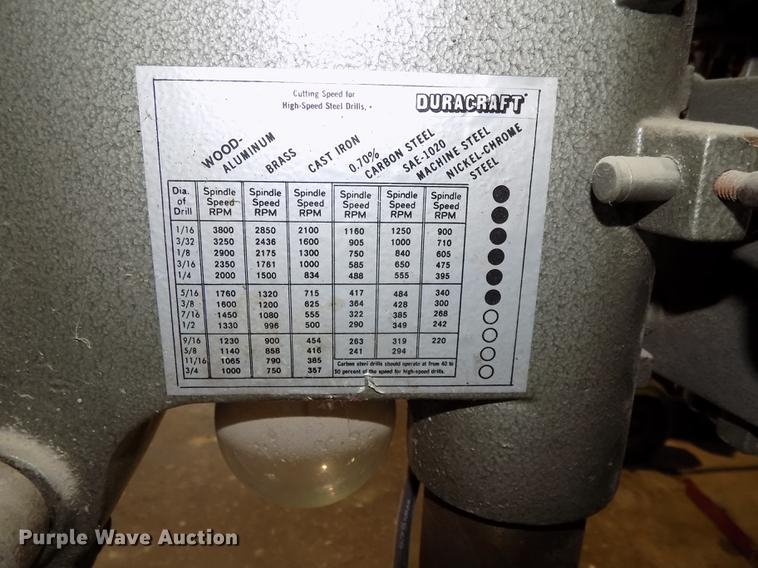 Cutting Speed for
High-Speed Steel Drills.
DURACRAFT
WOOD-
ALUMINUM
BRASS
CAST IRON
0.70%
CARBON STEEL
SAE-1020
MACHINE STEEL
NICKEL-CHROME
STEEL
Dia. of Drill Spindle Speed RPM Spindle Speed RPM Spindle Speed RPM Spindle Speed RPM Spindle Speed RPM Spindle Speed RPM
1/16 3800 2850 2100 1160 1250 900
3/32 3250 2436 1600 905 1000 710
1/8 2900 2175 1300 750 840 605
3/16 2350 1761 1000 585 650 475
1/4 2000 1500 834 488 555 395
5/16 1760 1320 715 417 484 340
3/8 1600 1200 625 364 428 300
7/16 1450 1080 555 322 385 268
1/2 1330 996 500 290 349 242
9/16 1230 900 454 263 319 220
5/8 1140 858 416 241 294
11/16 1065 790 385
3/4 1000 750 357
Carbon steel drills should operate at from 40 to
50 percent of the speed for high-speed drills.
Purple Wave Auction